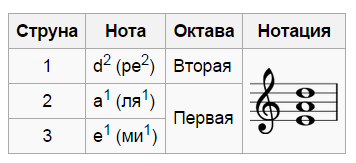 Струна Нота Октава Нотация
1 d² (ре²) Вторая
2 a¹ (ля¹) Первая
3 e¹ (ми¹)